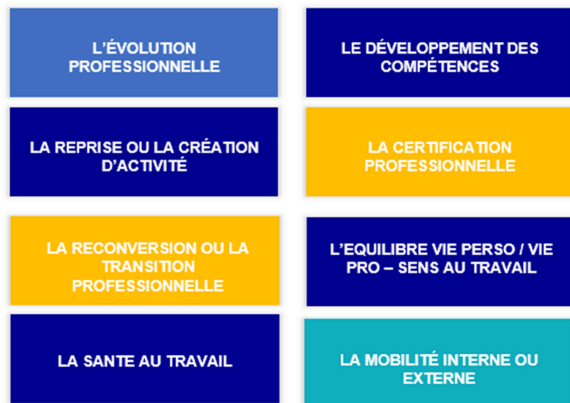 L'ÉVOLUTION
PROFESSIONNELLE
LE DÉVELOPPEMENT DES
COMPÉTENCES
LA REPRISE OU LA CRÉATION
D'ACTIVITÉ
LA CERTIFICATION
PROFESSIONNELLE
LA RECONVERSION OU LA
TRANSITION
PROFESSIONNELLE
L'EQUILIBRE VIE PERSO / VIE
PRO – SENS AU TRAVAIL
LA SANTE AU TRAVAIL
LA MOBILITÉ INTERNE OU
EXTERNE